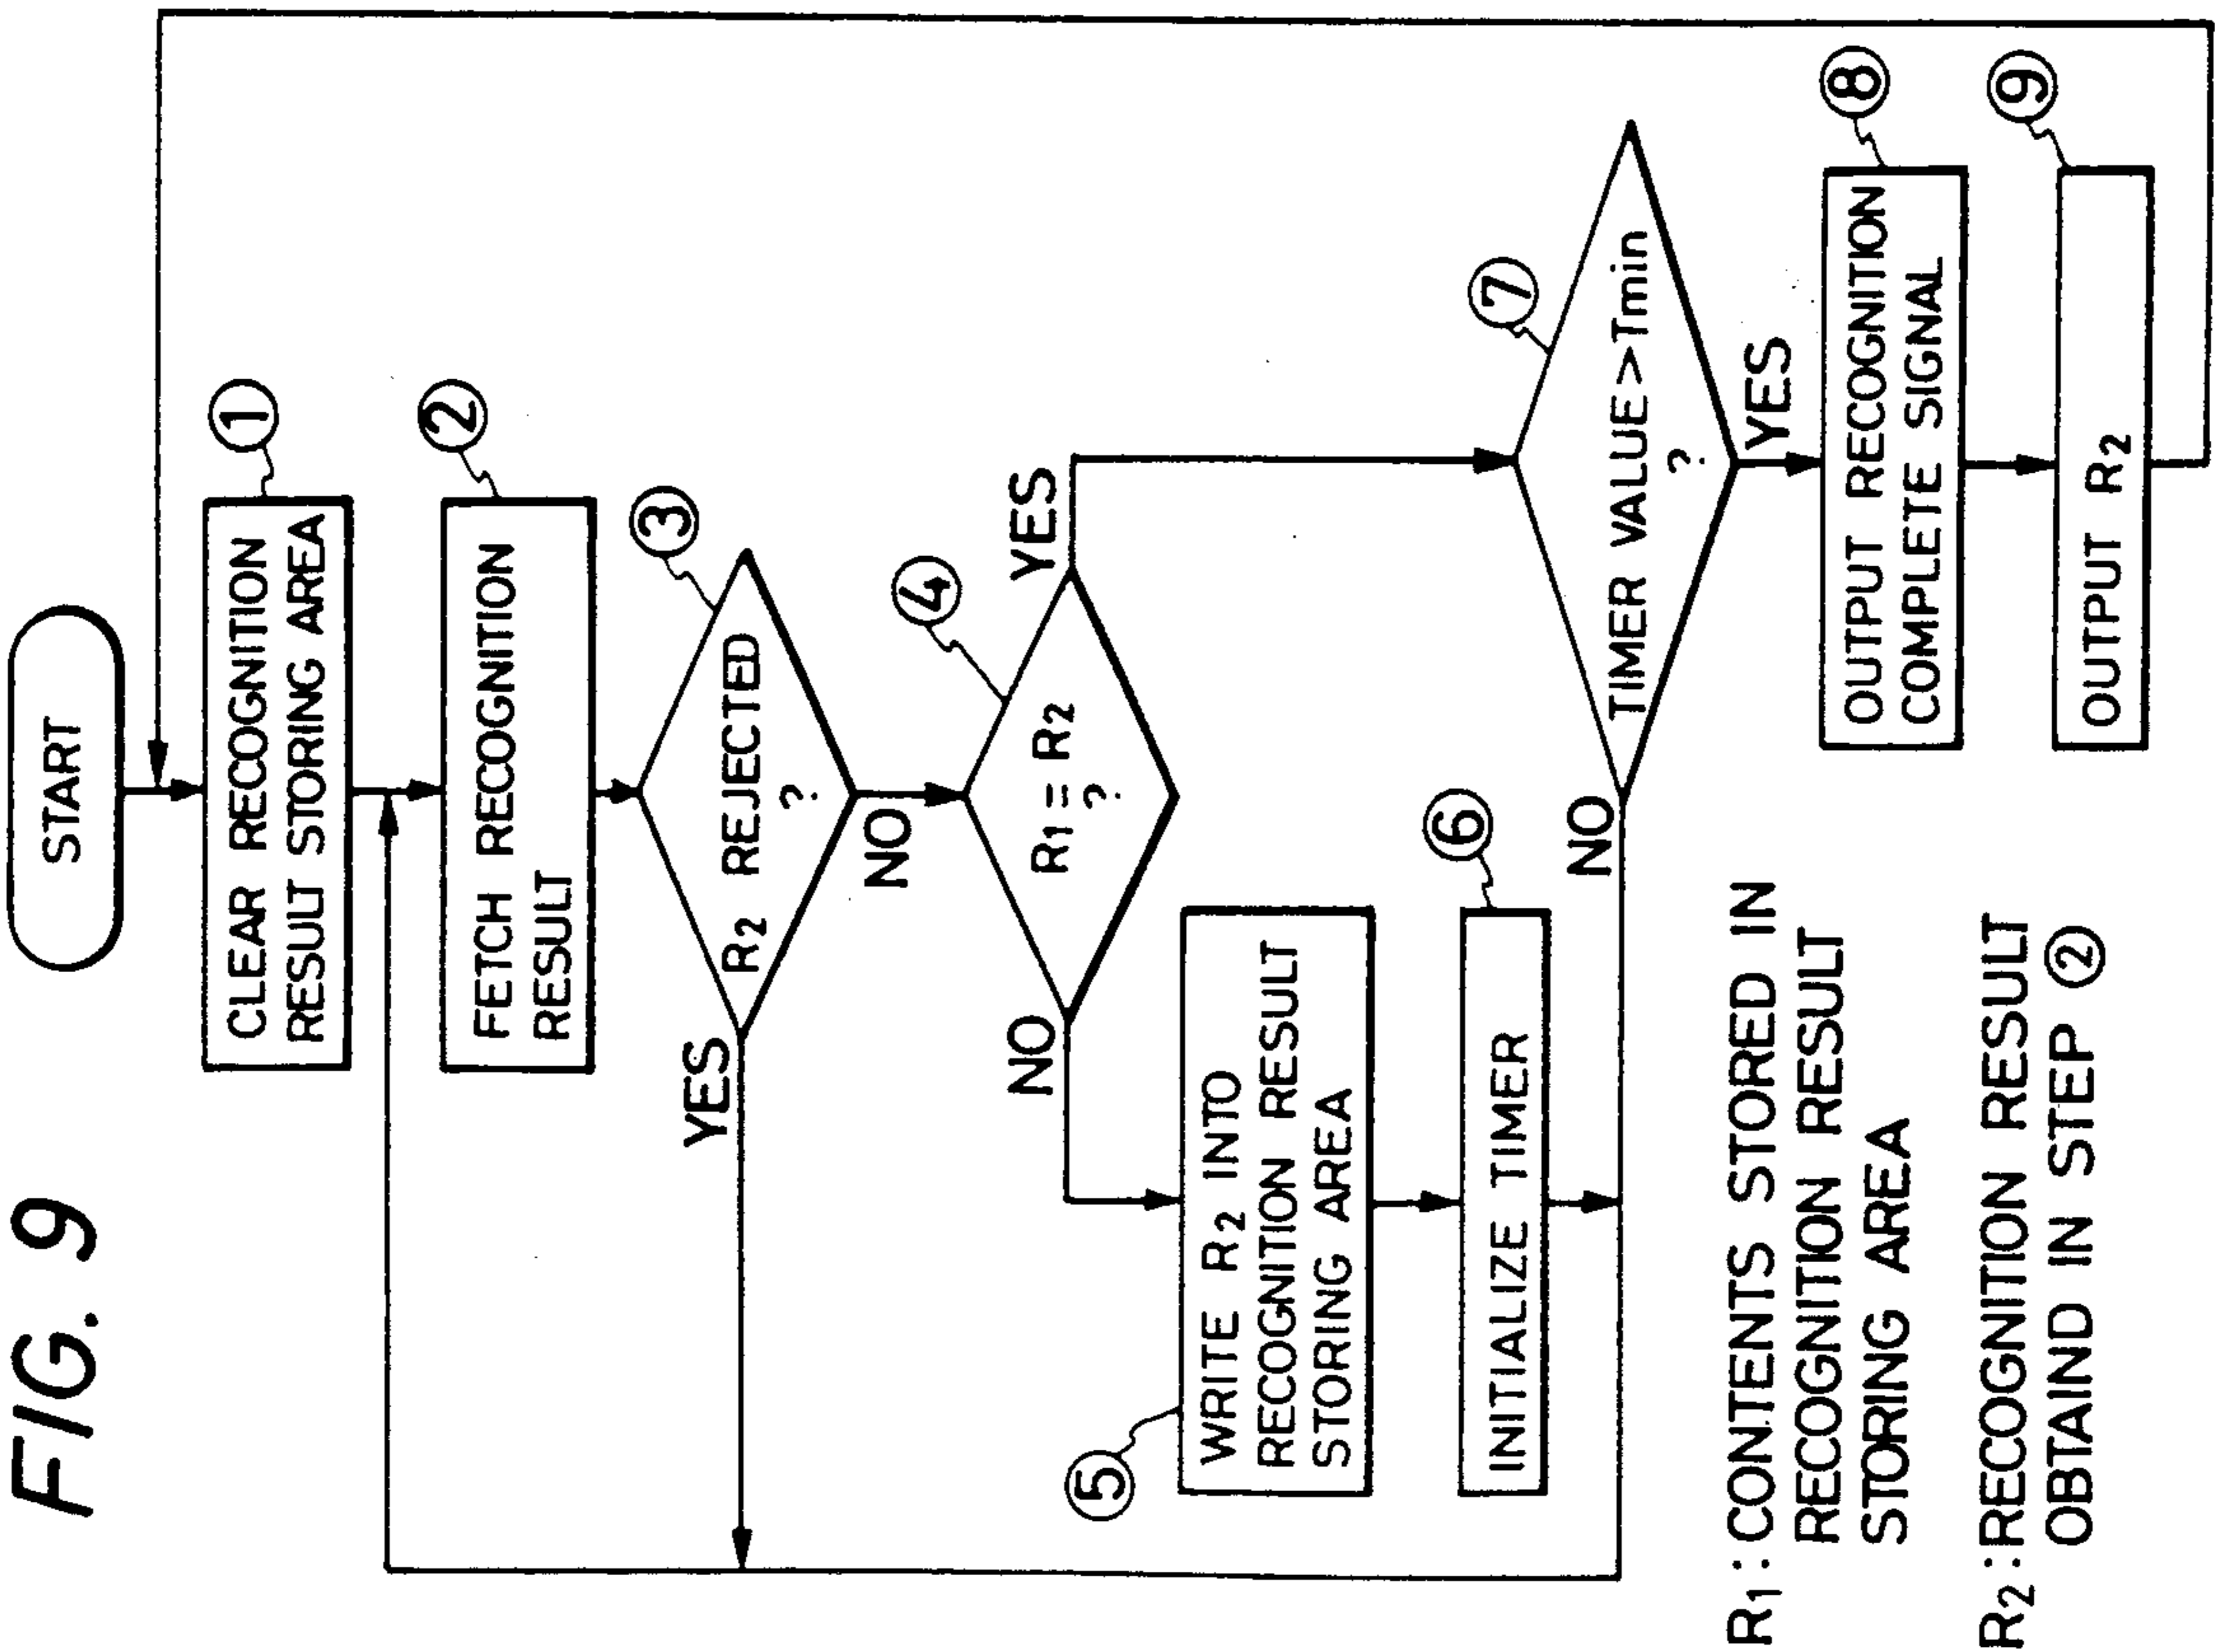 FIG. 9
START
①
CLEAR RECOGNITION
RESULT STORING AREA
②
FETCH RECOGNITION
RESULT
③
R₂ REJECTED
?
YES
NO
④
R₁ = R₂
?
NO
YES
⑤
WRITE R₂ INTO
RECOGNITION RESULT
STORING AREA
⑥
INITIALIZE TIMER
⑦
TIMER VALUE>Tmin
?
NO
YES
⑧
OUTPUT RECOGNITION
COMPLETE SIGNAL
⑨
OUTPUT R₂
R₁: CONTENTS STORED IN
RECOGNITION RESULT
STORING AREA
R₂: RECOGNITION RESULT
OBTAIND IN STEP ②